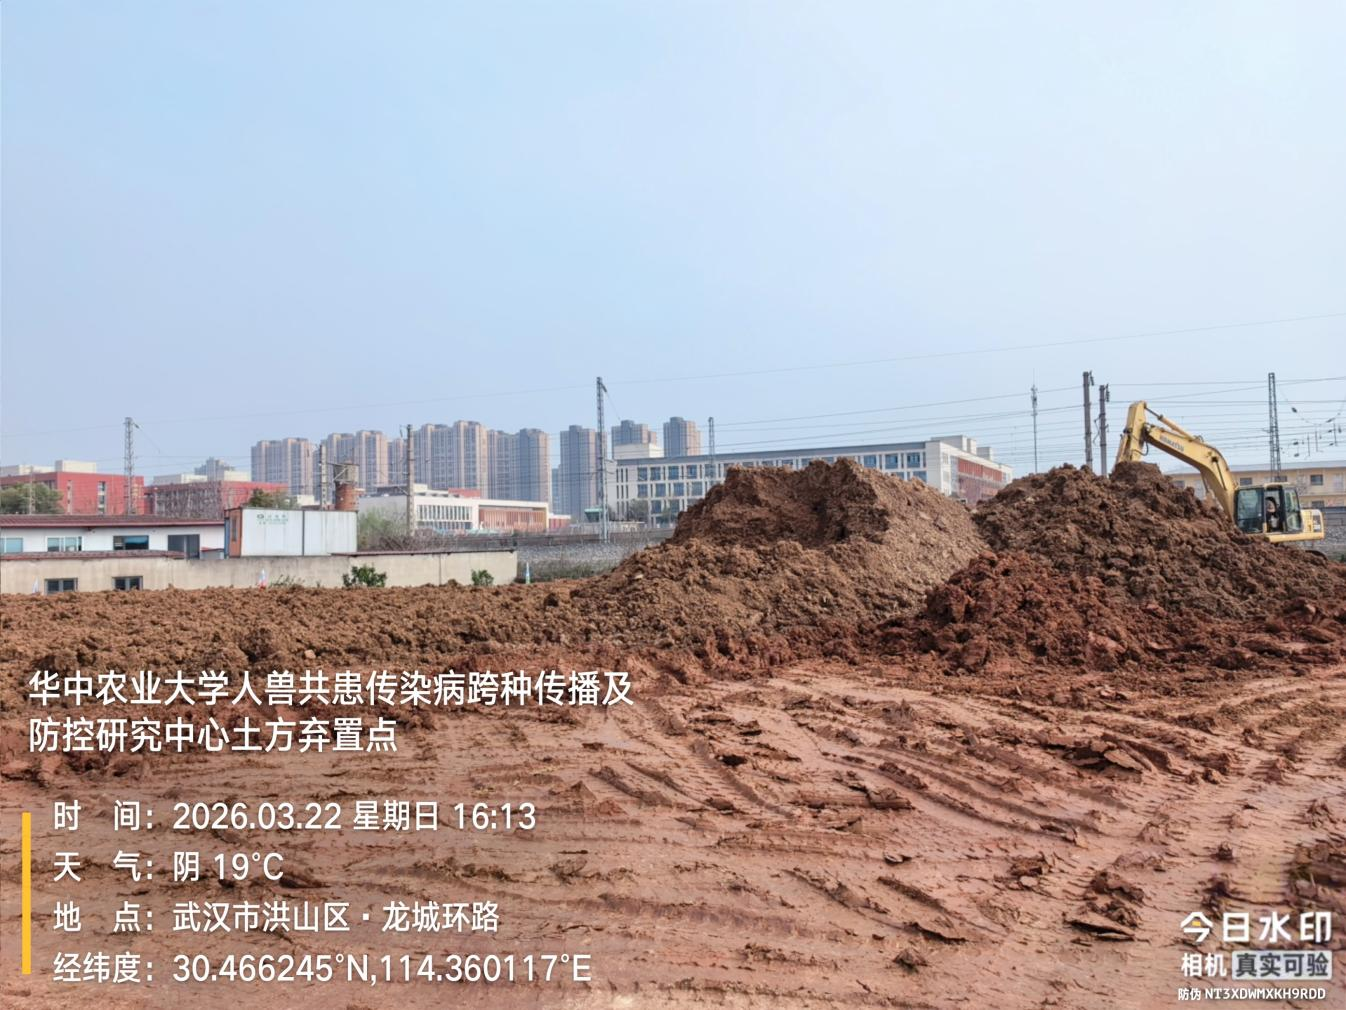 KOMATSU
华中农业大学人兽共患传染病跨种传播及
防控研究中心土方弃置点
时 间：2026.03.22 星期日 16:13
天 气：阴 19°C
地 点：武汉市洪山区·龙城环路
经纬度：30.466245°N,114.360117°E
今日水印
相机 真实可验
防伪 NT3XDWMXKH9RDD